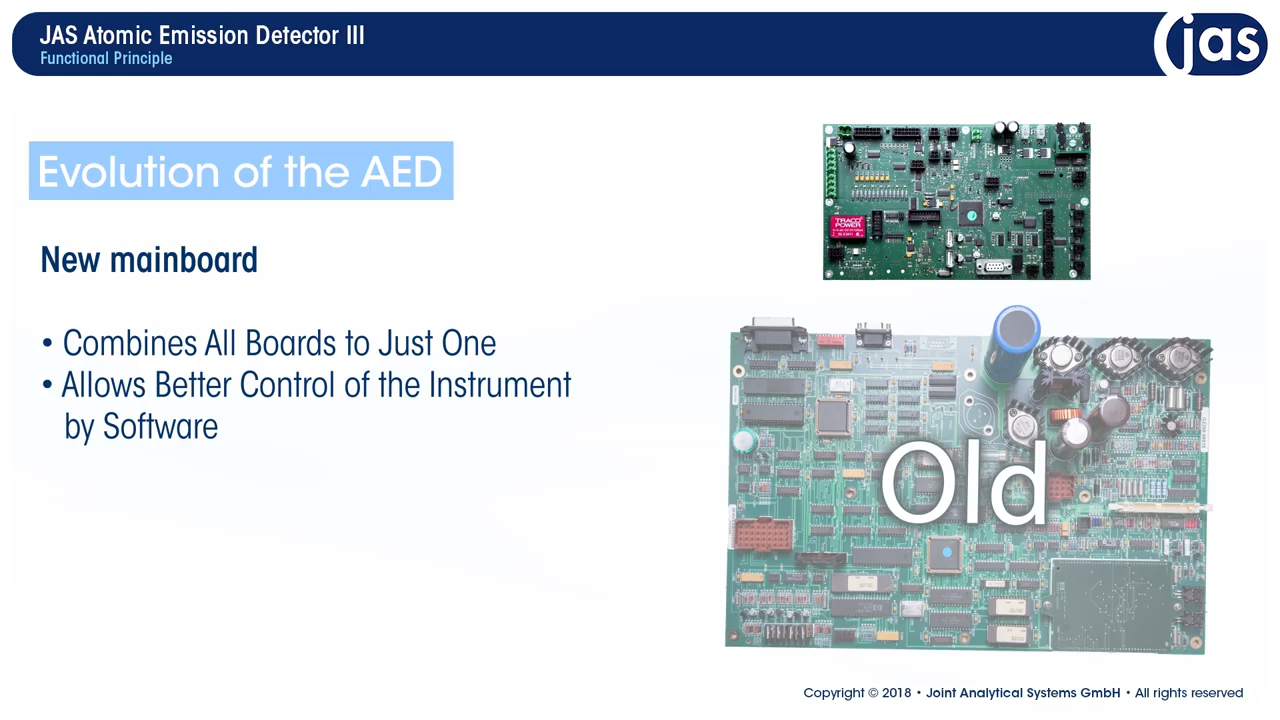 JAS Atomic Emission Detector III
Functional Principle
jas
Evolution of the AED
New mainboard
• Combines All Boards to Just One
• Allows Better Control of the Instrument
by Software
TRACO
POWER
Old
Copyright © 2018 • Joint Analytical Systems GmbH • All rights reserved